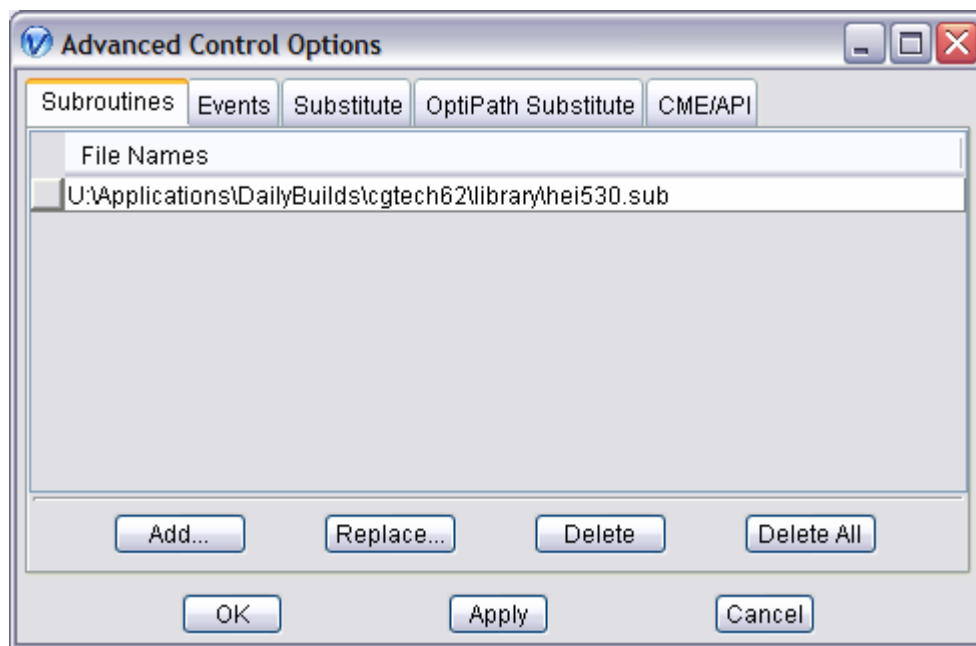 Advanced Control Options
Subroutines Events Substitute OptiPath Substitute CME/API
File Names
U:\Applications\DailyBuilds\cgtech62\library\hei530.sub
Add... Replace... Delete Delete All
OK Apply Cancel